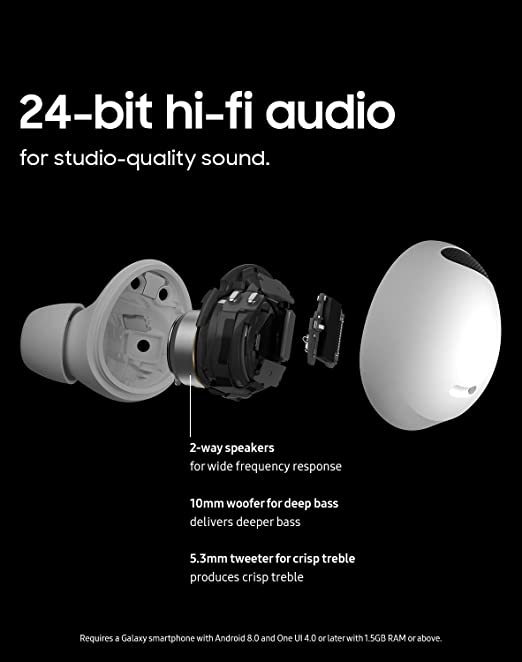 24-bit hi-fi audio
for studio-quality sound.
2-way speakers
for wide frequency response
10mm woofer for deep bass
delivers deeper bass
5.3mm tweeter for crisp treble
produces crisp treble
Requires a Galaxy smartphone with Android 8.0 and One UI 4.0 or later with 1.5GB RAM or above.